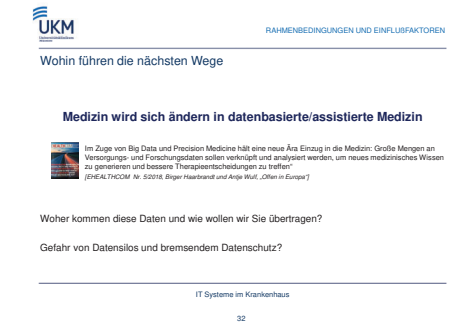 UKM
RAHMENBEDINGUNGEN UND EINFLUßFAKTOREN
Wohin führen die nächsten Wege
Medizin wird sich ändern in datenbasierte/assistierte Medizin
Im Zuge von Big Data und Precision Medicine hält eine neue Ära Einzug in die Medizin: Große Mengen an
Versorgungs- und Forschungsdaten sollen verknüpft und analysiert werden, um neues medizinisches Wissen
zu generieren und bessere Therapieentscheidungen zu treffen"
[EHEALTHCOM Nr. 5/2018, Birger Haarbrandt und Antje Wulf, „Offen in Europa"]
Woher kommen diese Daten und wie wollen wir Sie übertragen?
Gefahr von Datensilos und bremsendem Datenschutz?
IT Systeme im Krankenhaus
32